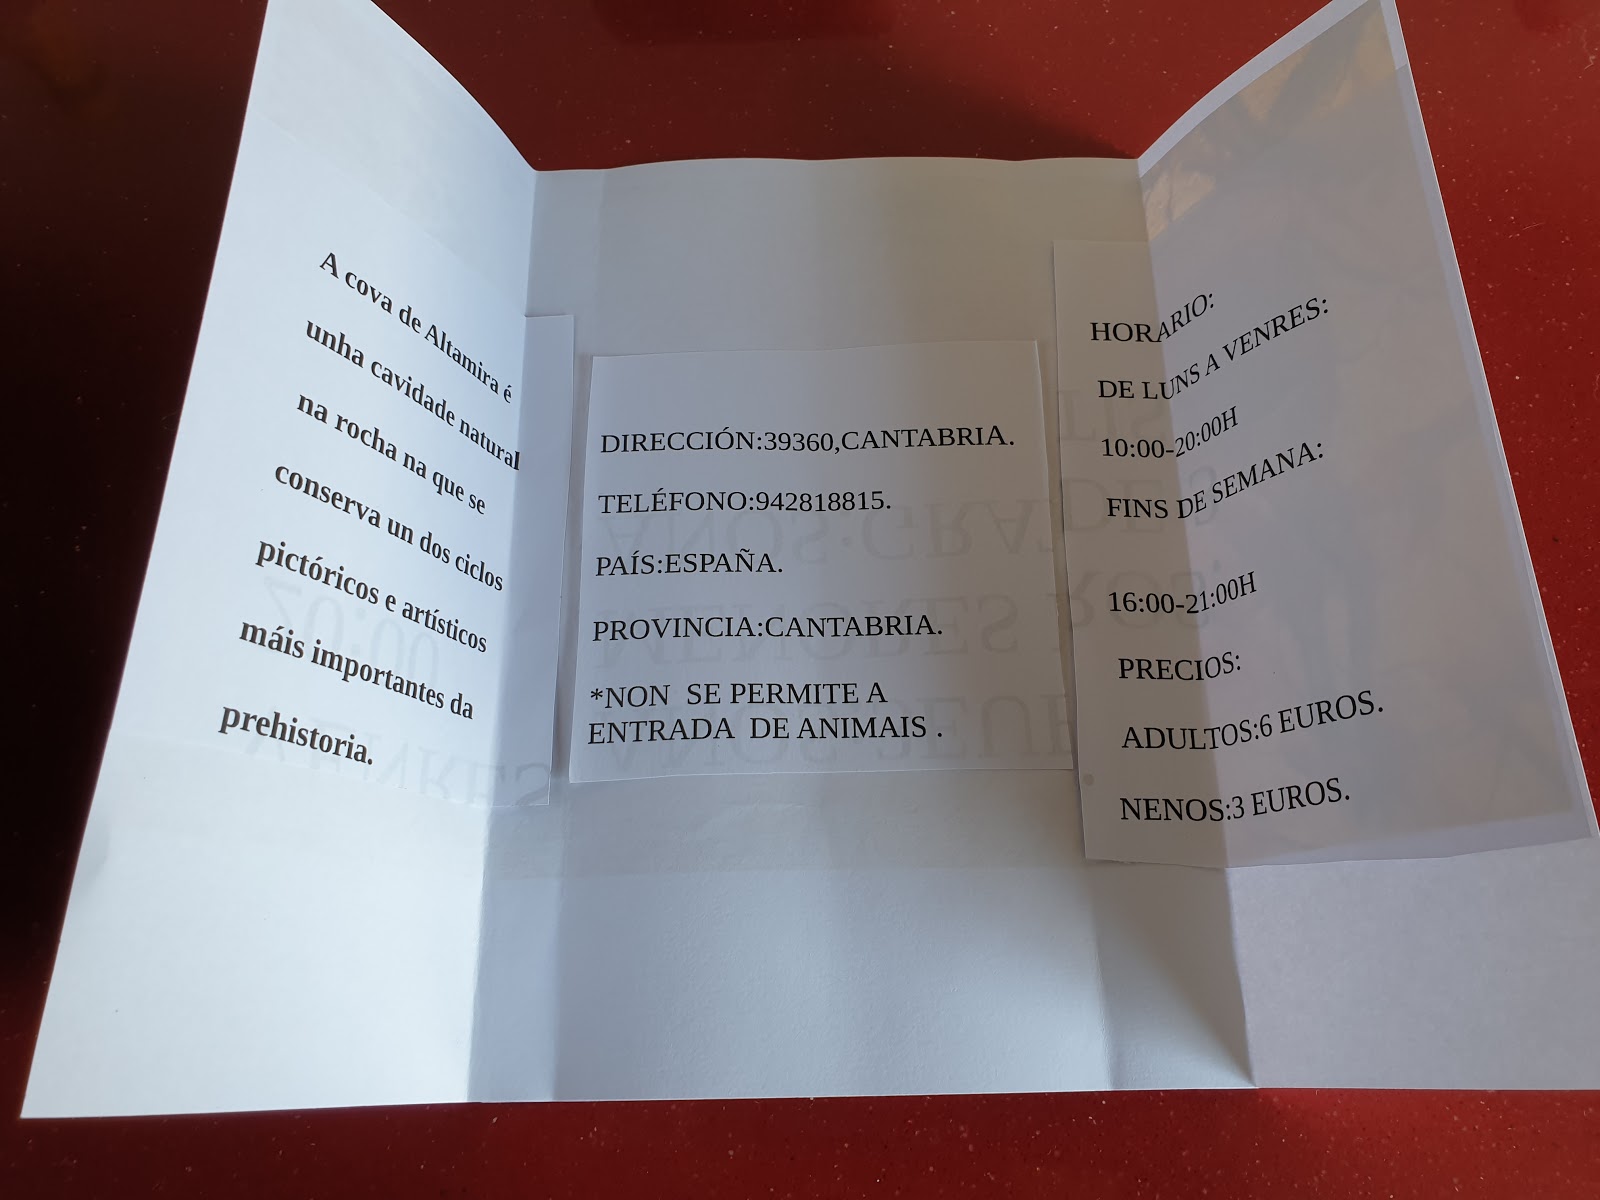 A cova de Altamira é
unha cavidade natural
na rocha na que se
conserva un dos ciclos
pictóricos e artísticos
máis importantes da
prehistoria.
DIRECCIÓN:39360,CANTABRIA.
TELÉFONO:942818815.
PAÍS:ESPAÑA.
PROVINCIA:CANTABRIA.
*NON SE PERMITE A
ENTRADA DE ANIMAIS .
HORARIO:
DE LUNS A VENRES:
10:00-20:00H
FINS DE SEMANA:
16:00-21:00H
PRECIOS:
ADULTOS:6 EUROS.
NENOS:3 EUROS.